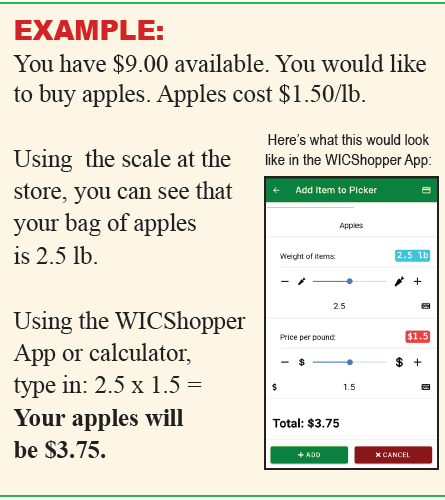 EXAMPLE:
You have $9.00 available. You would like
to buy apples. Apples cost $1.50/lb.
Using the scale at the
store, you can see that
your bag of apples
is 2.5 lb.
Using the WICShopper
App or calculator,
type in: 2.5 x 1.5 =
Your apples will
be $3.75.
Here's what this would look
like in the WICShopper App:
Add Item to Picker
Apples
Weight of items: 2.5 lb
2.5
Price per pound: $1.5
$ $
$ 1.5
Total: $3.75
+ ADD × CANCEL